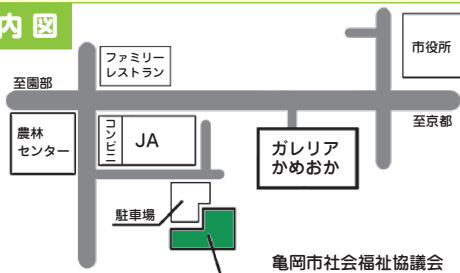 内図
ファミリー
レストラン
市役所
至園部
至京都
農林
センター
コンビニ
JA
ガレリア
かめおか
駐車場
亀岡市社会福祉協議会